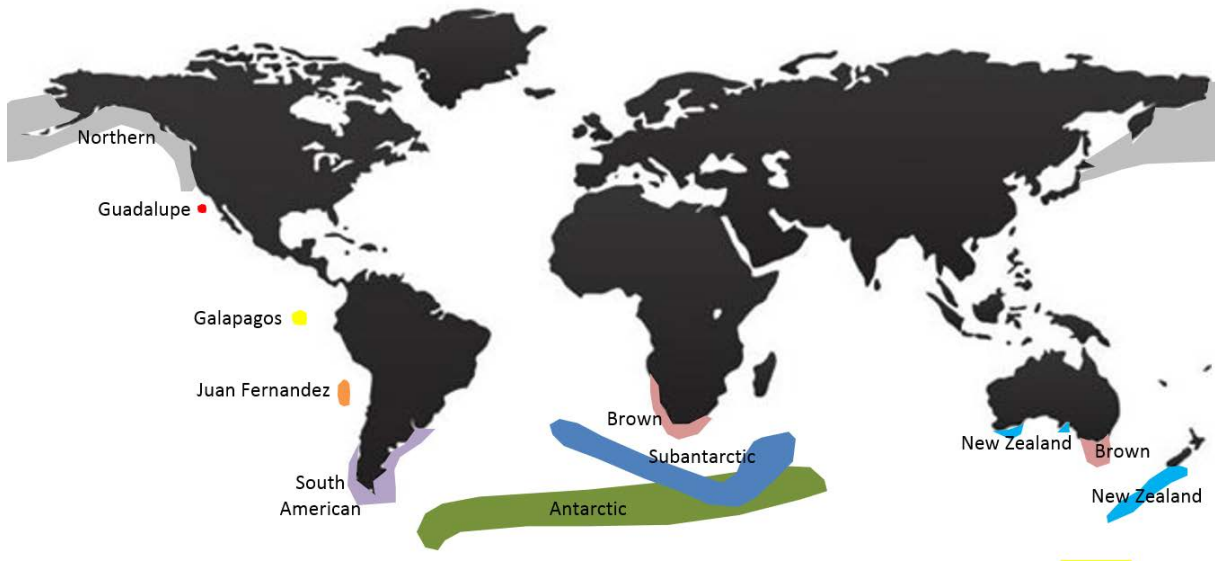 Northern
Guadalupe
Galapagos
Juan Fernandez
Brown
New Zealand
Brown
Subantarctic
South
American
New Zealand
Antarctic